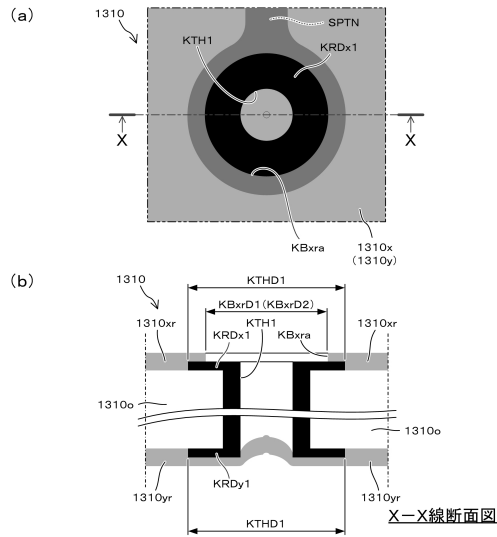 (a)
1310
SPTN
KTH1
KRDx1
X
X
KBxra
1310x
(1310y)
(b)
1310
KTHD1
KBxrD1(KBxrD2)
KTH1
KRDx1
KBxra
1310xr
1310xr
1310o
1310o
1310yr
KRDy1
1310yr
KTHD1
X－X線断面図